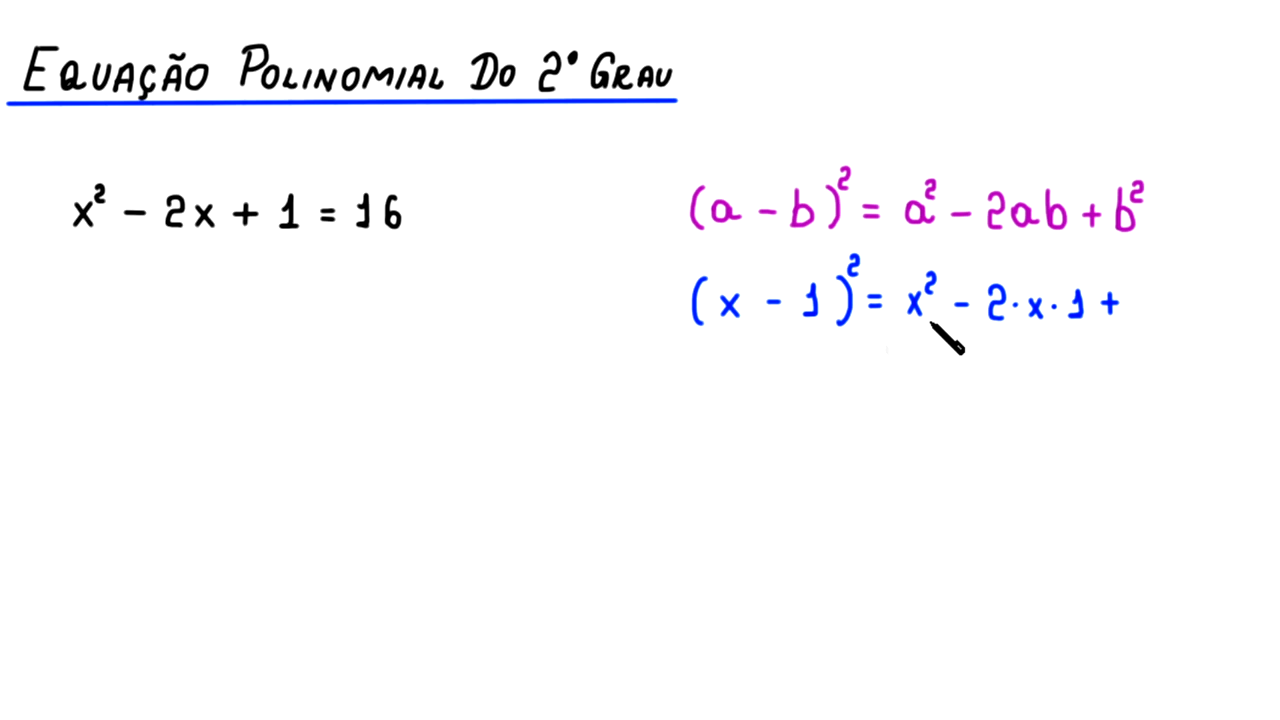 EQUAÇÃO POLINOMIAL DO 2° GRAU
x² - 2x + 1 = 16
(a - b)² = a² - 2ab + b²
(x - 1)² = x² - 2·x·1 +